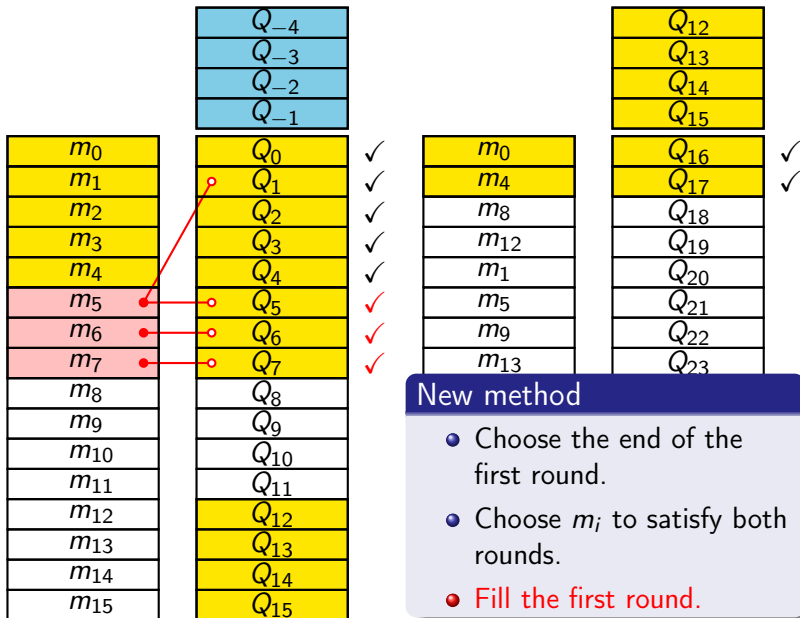 Q₋₄
Q₋₃
Q₋₂
Q₋₁
m₀ Q₀ ✓
m₁ Q₁ ✓
m₂ Q₂ ✓
m₃ Q₃ ✓
m₄ Q₄ ✓
m₅ Q₅ ✓
m₆ Q₆ ✓
m₇ Q₇ ✓
m₈ Q₈
m₉ Q₉
m₁₀ Q₁₀
m₁₁ Q₁₁
m₁₂ Q₁₂
m₁₃ Q₁₃
m₁₄ Q₁₄
m₁₅ Q₁₅
Q₁₂
Q₁₃
Q₁₄
Q₁₅
m₀ Q₁₆ ✓
m₄ Q₁₇ ✓
m₈ Q₁₈
m₁₂ Q₁₉
m₁ Q₂₀
m₅ Q₂₁
m₉ Q₂₂
m₁₃ Q₂₃
New method
Choose the end of the
first round.
Choose mᵢ to satisfy both
rounds.
Fill the first round.